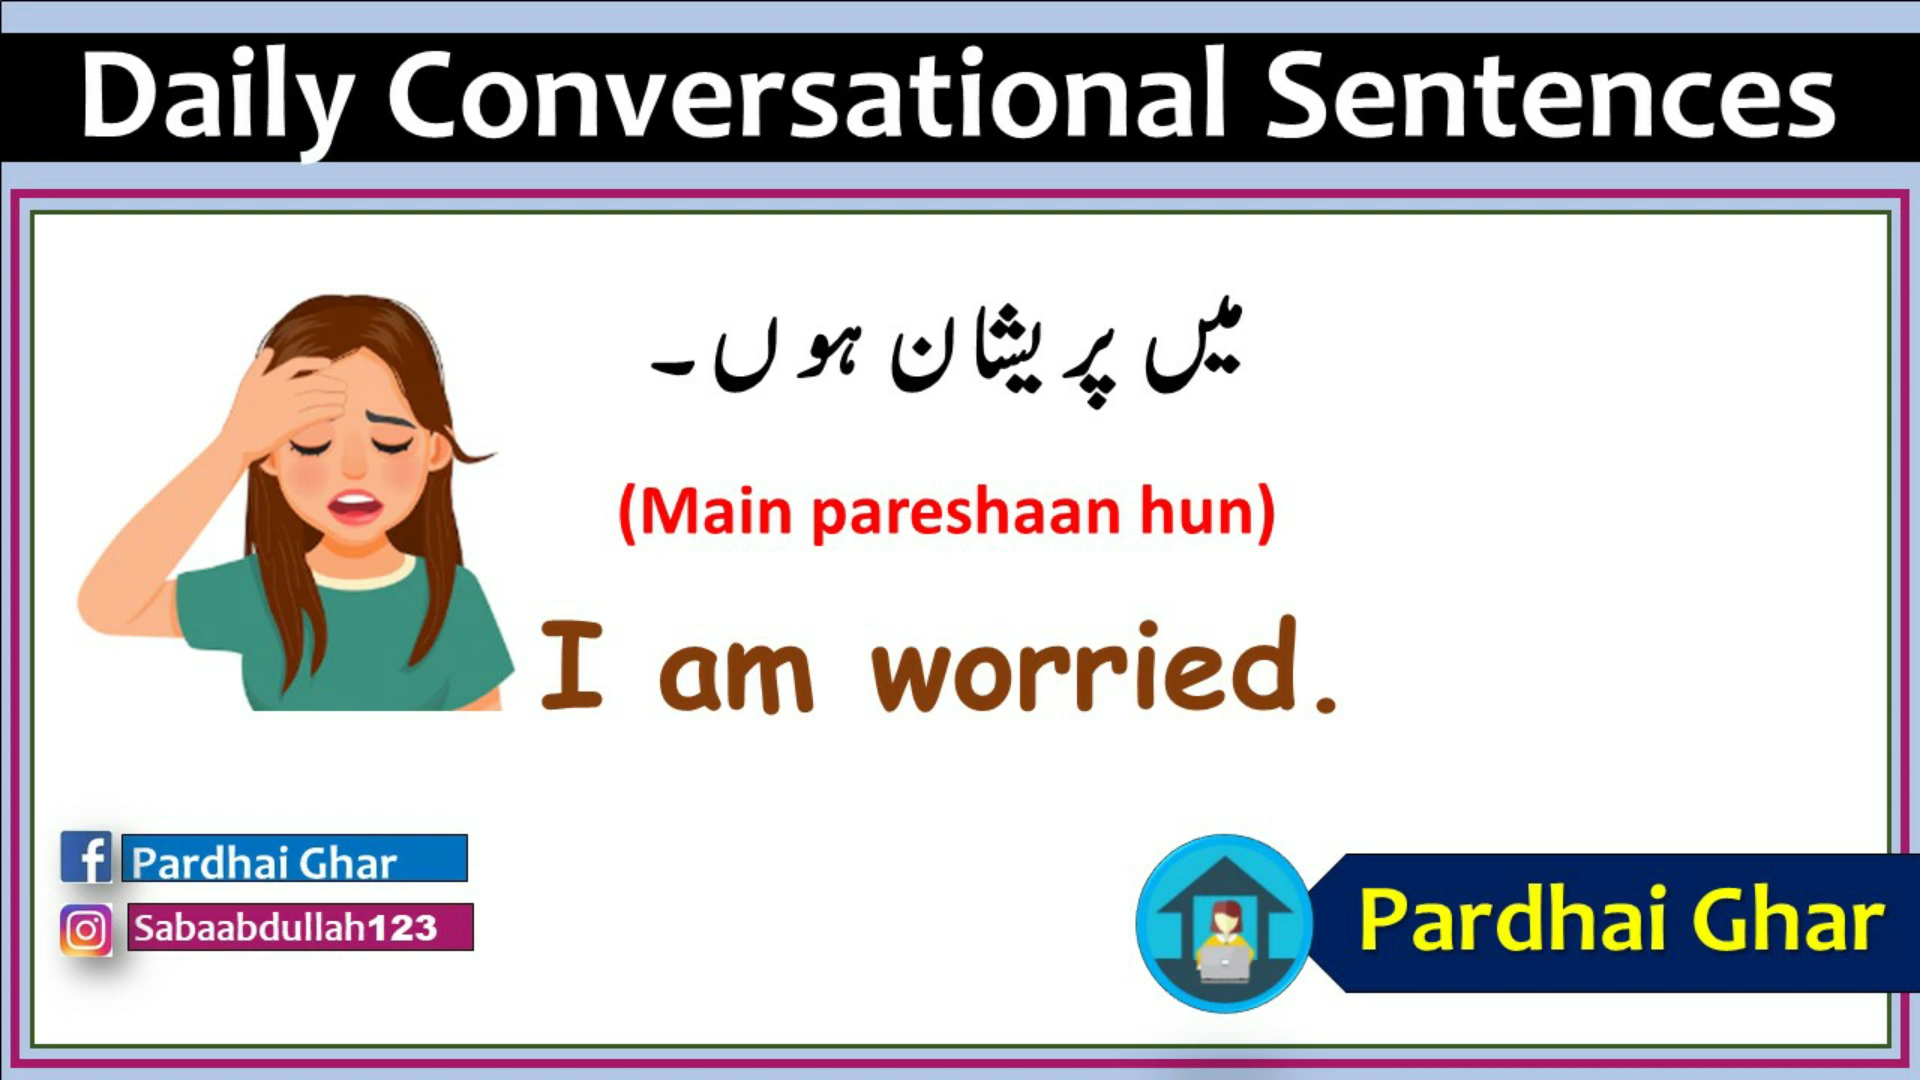 Daily Conversational Sentences
میں پریشان ہوں۔
(Main pareshaan hun)
I am worried.
Pardhai Ghar
Sabaabdullah123
Pardhai Ghar